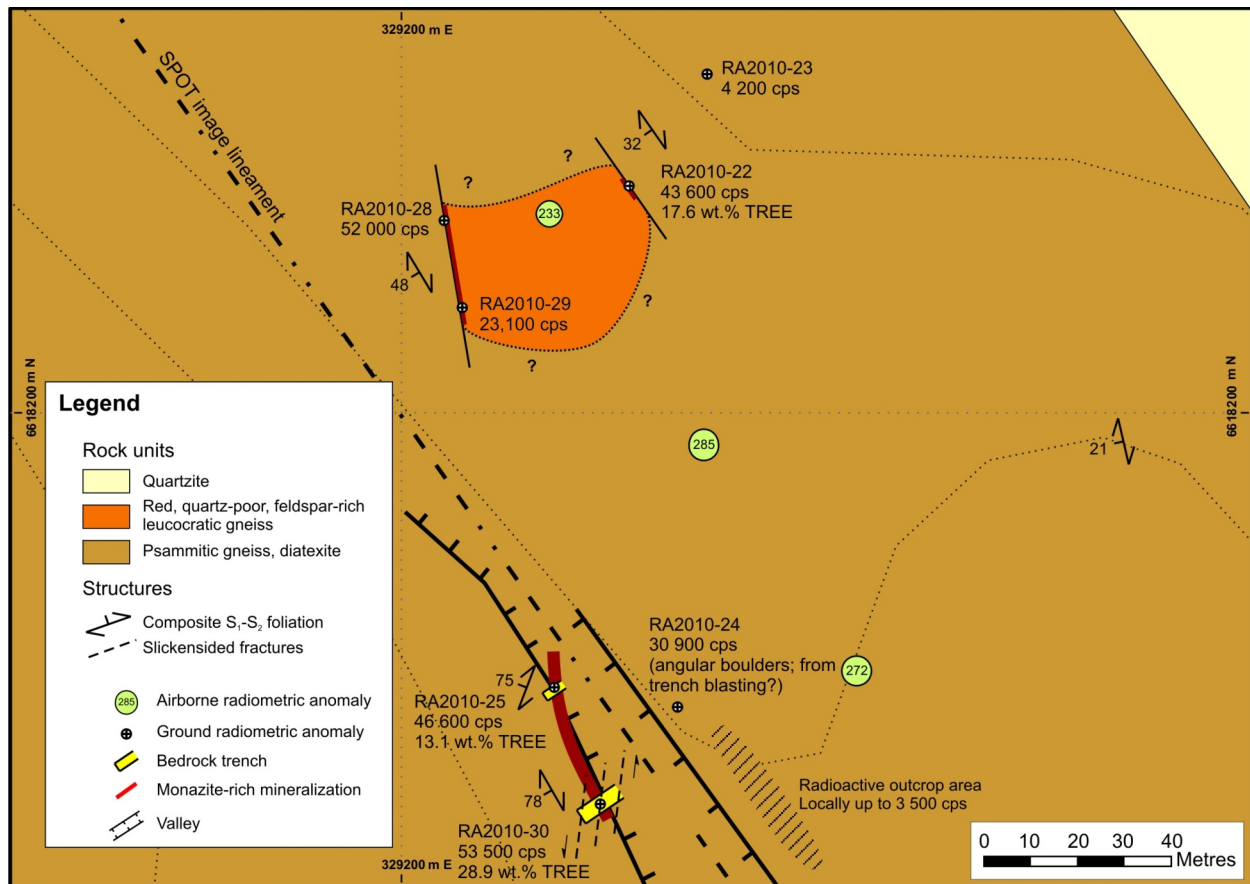 329200 m E
SPOT image lineament
RA2010-23
4 200 cps
32
?
?
RA2010-22
43 600 cps
17.6 wt.% TREE
RA2010-28
52 000 cps
233
48
RA2010-29
23,100 cps
?
?
6618200 m N
6618200 m N
285
21
Legend
Rock units
Quartzite
Red, quartz-poor, feldspar-rich
leucocratic gneiss
Psammitic gneiss, diatexite
Structures
Composite S₁-S₂ foliation
Slickensided fractures
285
Airborne radiometric anomaly
Ground radiometric anomaly
Bedrock trench
Monazite-rich mineralization
Valley
RA2010-24
30 900 cps
(angular boulders; from
trench blasting?)
272
75
RA2010-25
46 600 cps
13.1 wt.% TREE
78
RA2010-30
53 500 cps
28.9 wt.% TREE
Radioactive outcrop area
Locally up to 3 500 cps
329200 m E
0 10 20 30 40
Metres